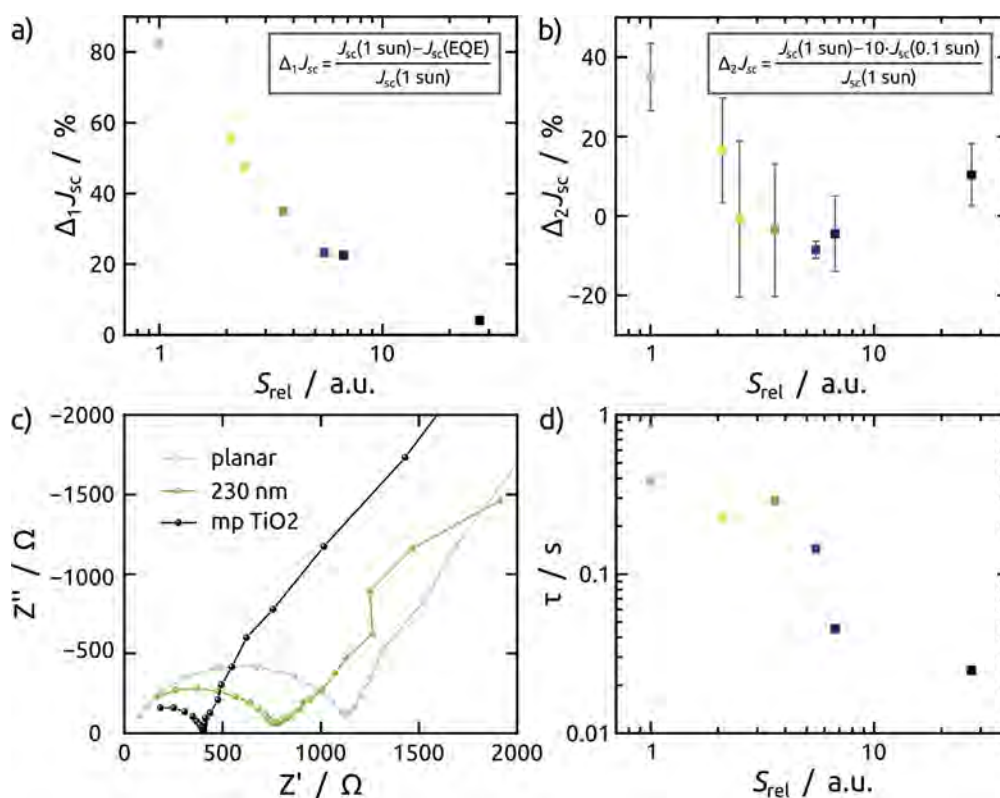 a)
Δ₁Jsc = Jsc(1 sun)−Jsc(EQE) / Jsc(1 sun)
80
60
40
20
0
Δ₁Jsc / %
1
10
Srel / a.u.
b)
Δ₂Jsc = Jsc(1 sun)−10·Jsc(0.1 sun) / Jsc(1 sun)
40
20
0
−20
Δ₂Jsc / %
1
10
Srel / a.u.
c)
−2000
−1500
−1000
−500
0
Z'' / Ω
planar
230 nm
mp TiO2
0
500
1000
1500
2000
Z' / Ω
d)
1
0.1
0.01
τ / s
1
10
Srel / a.u.